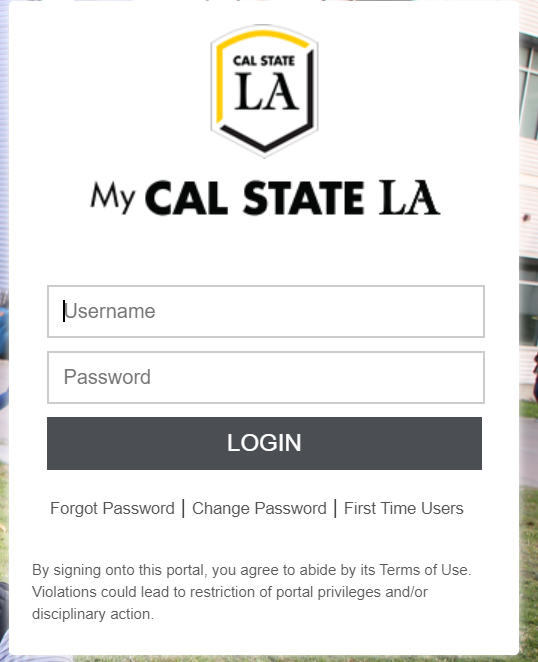 CAL STATE
LA
My CAL STATE LA
Username
Password
LOGIN
Forgot Password | Change Password | First Time Users
By signing onto this portal, you agree to abide by its Terms of Use.
Violations could lead to restriction of portal privileges and/or
disciplinary action.